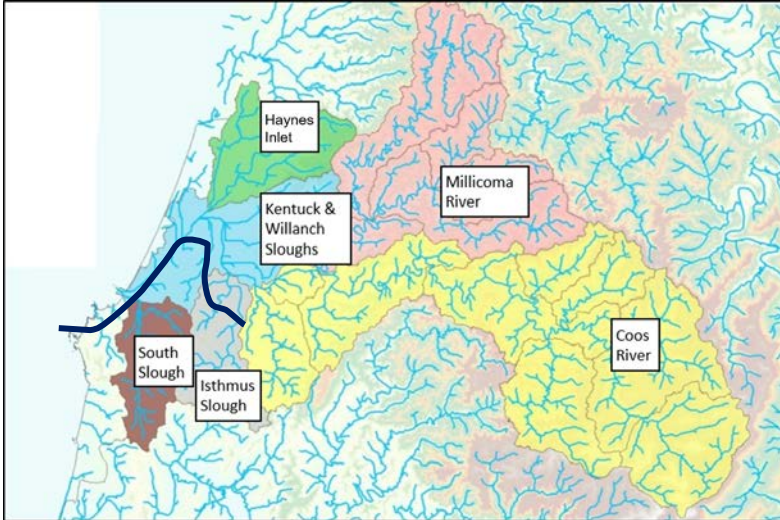 Haynes
Inlet
Millicoma
River
Kentuck &
Willanch
Sloughs
Coos
River
South
Slough
Isthmus
Slough